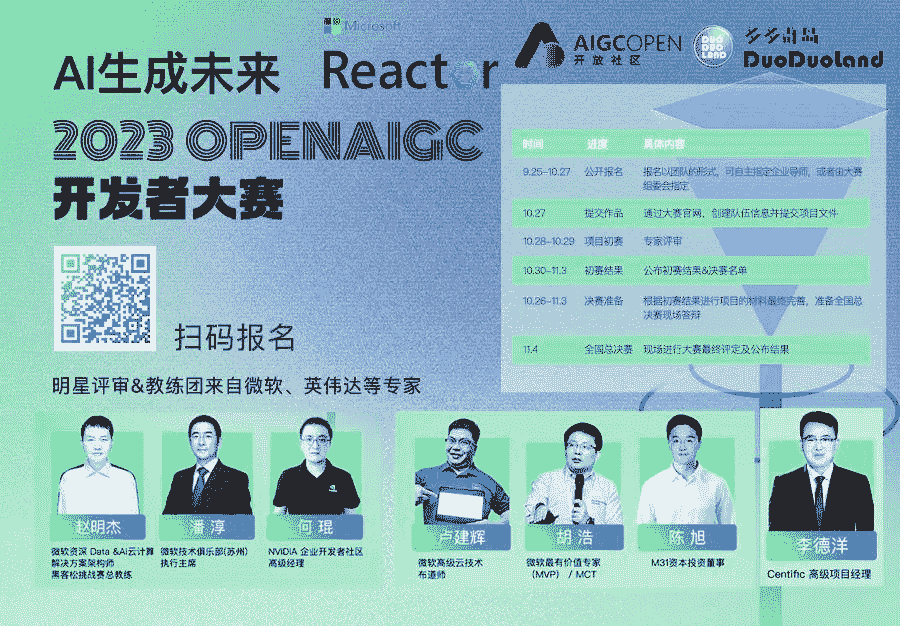 Microsoft
AI生成未来
Reactor
AIGCOPEN
开放社区
DUO
DUO
LAND
多多岛
DuoDuoLand
2023 OPENAIGC
开发者大赛
扫码报名
时间 进度 具体内容
9.25-10.27 公开报名 报名以团队的形式，可自主指定企业导师，或者由大赛
组委会指定
10.27 提交作品 通过大赛官网，创建队伍信息并提交项目文件
10.28-10.29 项目初赛 专家评审
10.30-11.3 初赛结果 公布初赛结果&决赛名单
10.26-11.3 决赛准备 根据初赛结果进行项目的材料最终完善，准备全国总
决赛现场答辩
11.4 全国总决赛 现场进行大赛最终评定及公布结果
明星评审&教练团来自微软、英伟达等专家
赵明杰
微软资深 Data &AI云计算
解决方案架构师
黑客松挑战赛总教练
潘淳
微软技术俱乐部(苏州)
执行主席
何琨
NVIDIA 企业开发者社区
高级经理
卢建辉
微软高级云技术
布道师
胡浩
微软最有价值专家
（MVP） / MCT
陈旭
M31资本投资董事
李德洋
Centific 高级项目经理